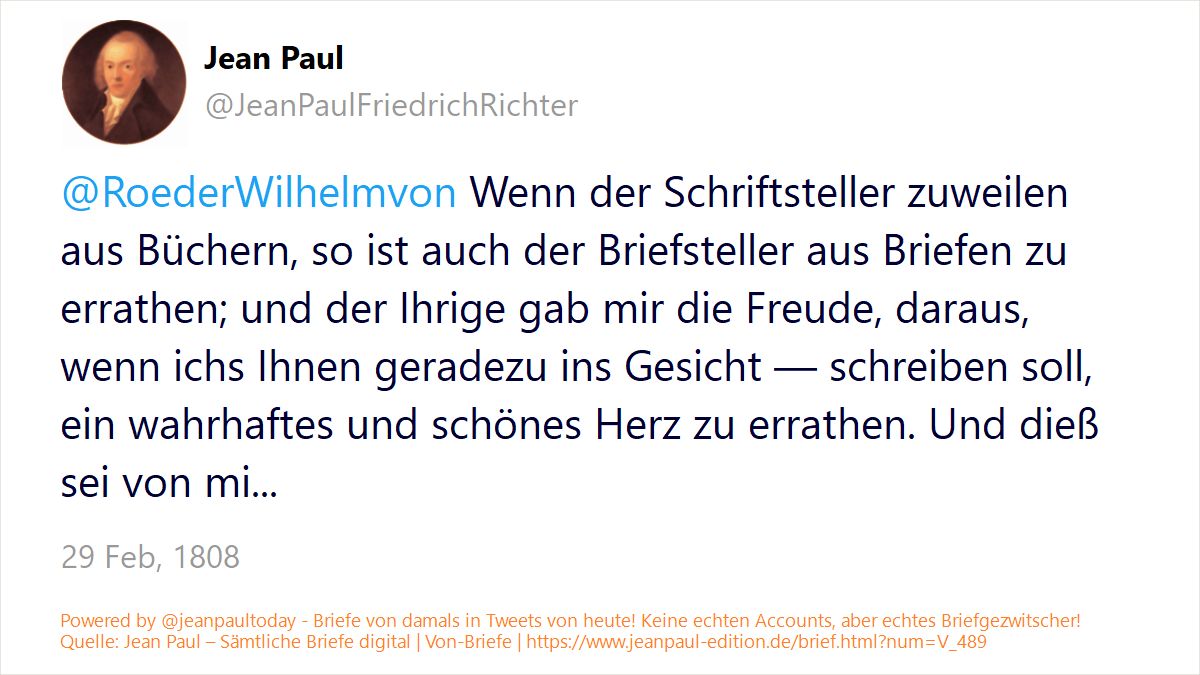 Jean Paul
@JeanPaulFriedrichRichter
@RoederWilhelmvon Wenn der Schriftsteller zuweilen
aus Büchern, so ist auch der Briefsteller aus Briefen zu
errathen; und der Ihrige gab mir die Freude, daraus,
wenn ichs Ihnen geradezu ins Gesicht — schreiben soll,
ein wahrhaftes und schönes Herz zu errathen. Und dieß
sei von mi...
29 Feb, 1808
Powered by @jeanpaultoday - Briefe von damals in Tweets von heute! Keine echten Accounts, aber echtes Briefgezwitscher!
Quelle: Jean Paul – Sämtliche Briefe digital | Von-Briefe | https://www.jeanpaul-edition.de/brief.html?num=V_489